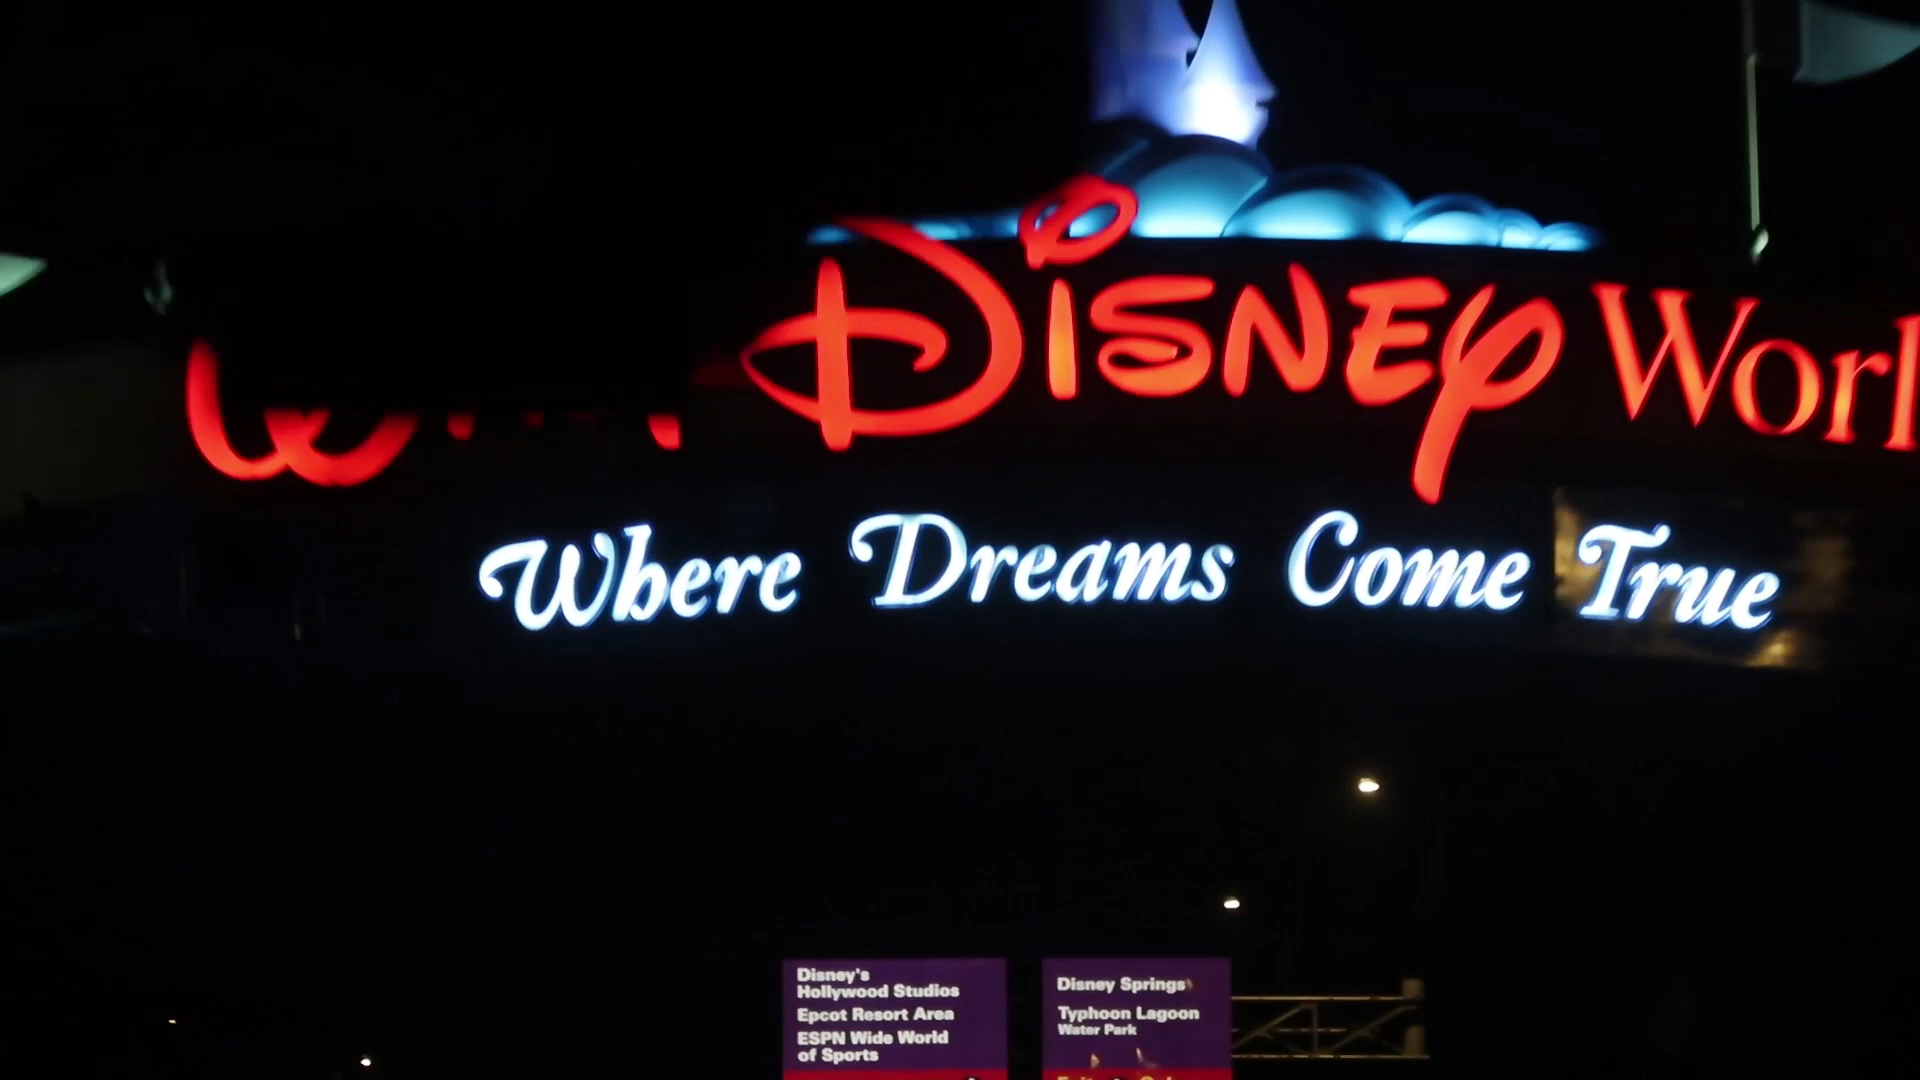 Disney
Where Dreams Come True
Disney's
Hollywood Studios
Epcot Resort Area
ESPN Wide World
of Sports
Disney Springs
Typhoon Lagoon
Water Park